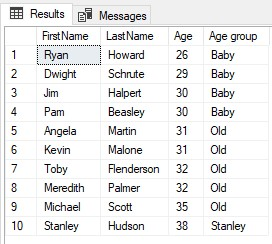 Results Messages
FirstName LastName Age Age group
1 Ryan Howard 26 Baby
2 Dwight Schrute 29 Baby
3 Jim Halpert 30 Baby
4 Pam Beasley 30 Baby
5 Angela Martin 31 Old
6 Kevin Malone 31 Old
7 Toby Flenderson 32 Old
8 Meredith Palmer 32 Old
9 Michael Scott 35 Old
10 Stanley Hudson 38 Stanley